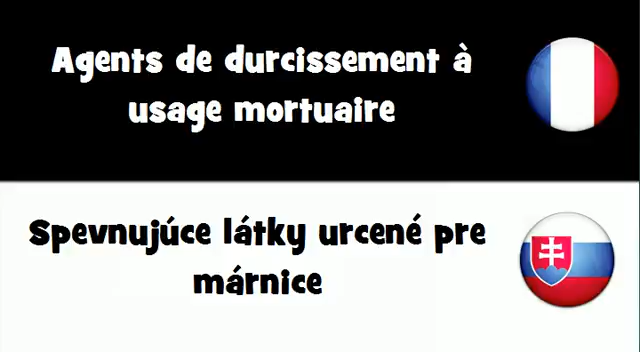 Agents de durcissement à
usage mortuaire
Spevnujúce látky urcené pre
márnice